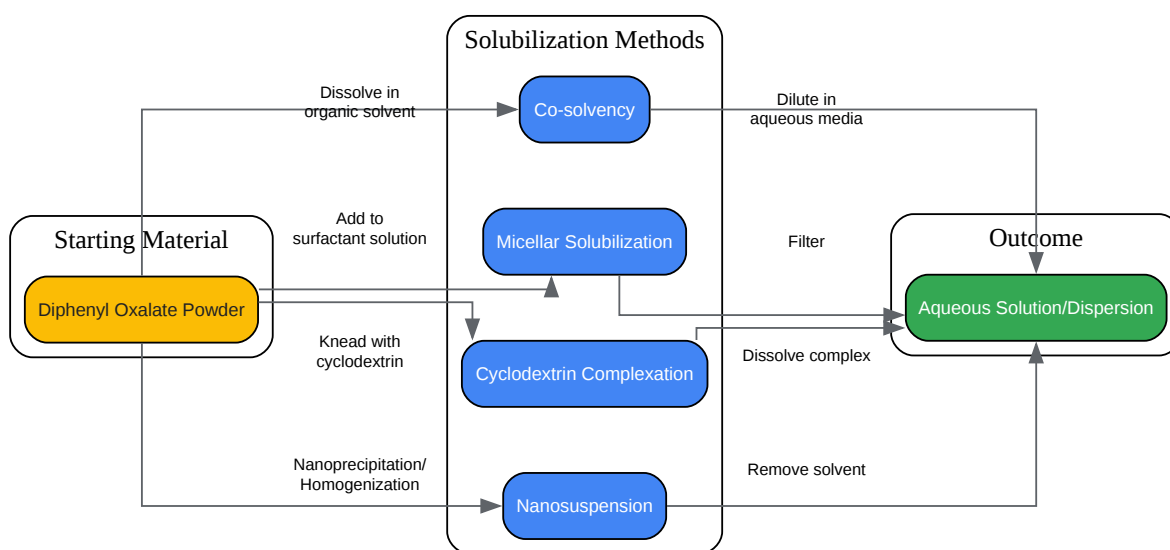 Solubilization Methods
Dissolve in
organic solvent
Co-solvency
Dilute in
aqueous media
Starting Material
Add to
surfactant solution
Micellar Solubilization
Filter
Outcome
Diphenyl Oxalate Powder
Aqueous Solution/Dispersion
Knead with
cyclodextrin
Cyclodextrin Complexation
Dissolve complex
Nanoprecipitation/
Homogenization
Nanosuspension
Remove solvent